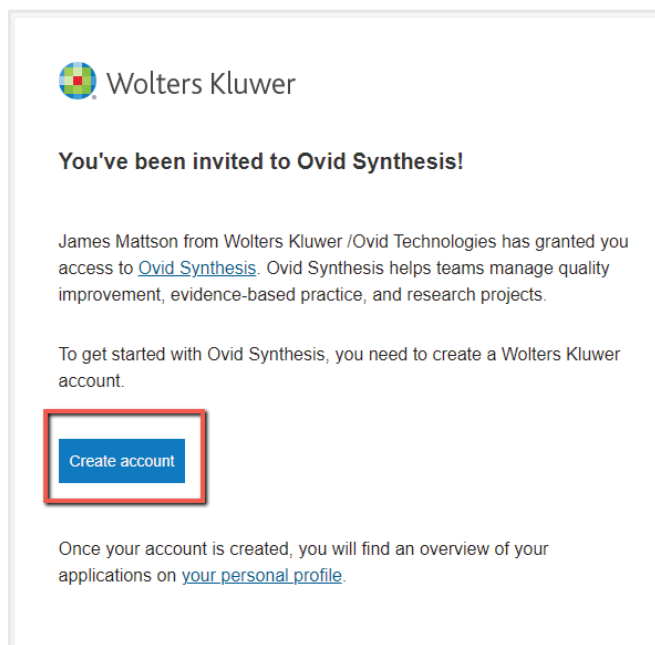 Wolters Kluwer
You've been invited to Ovid Synthesis!
James Mattson from Wolters Kluwer /Ovid Technologies has granted you
access to Ovid Synthesis. Ovid Synthesis helps teams manage quality
improvement, evidence-based practice, and research projects.
To get started with Ovid Synthesis, you need to create a Wolters Kluwer
account.
Create account
Once your account is created, you will find an overview of your
applications on your personal profile.